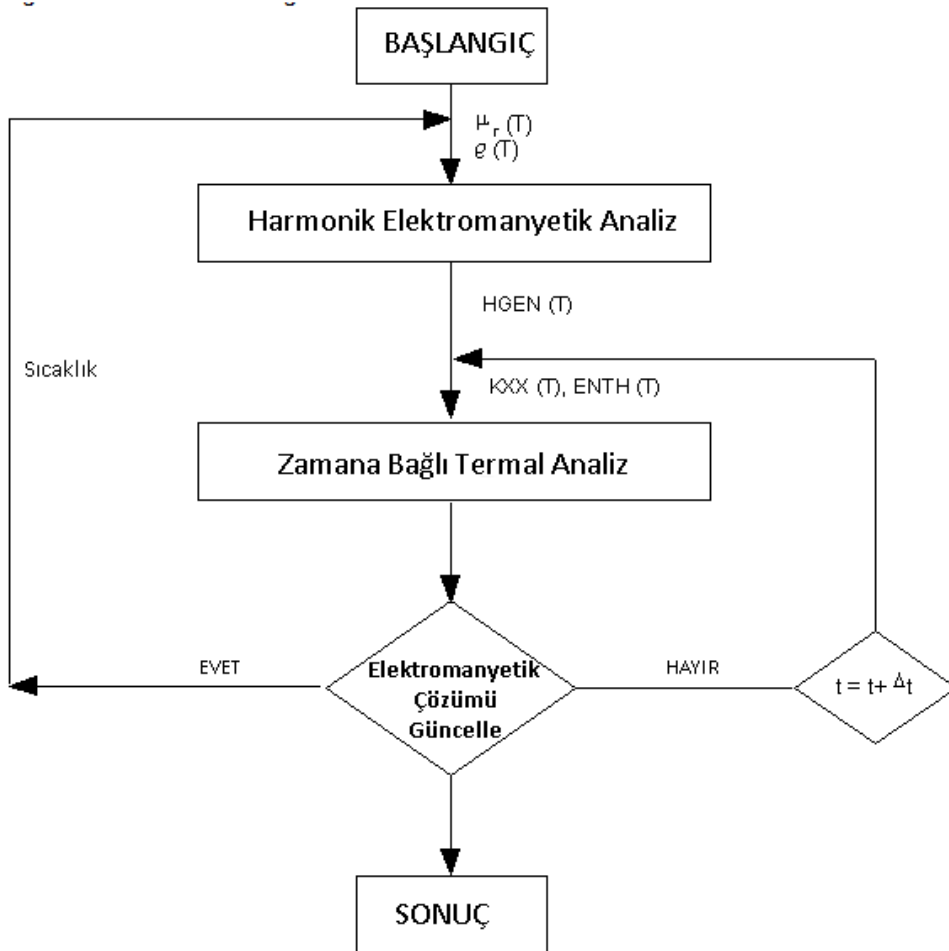 BAŞLANGIÇ
μr (T)
ϱ (T)
Harmonik Elektromanyetik Analiz
HGEN (T)
Sıcaklık
KXX (T), ENTH (T)
Zamana Bağlı Termal Analiz
EVET
Elektromanyetik
Çözümü
Güncelle
HAYIR
t = t+ Δt
SONUÇ